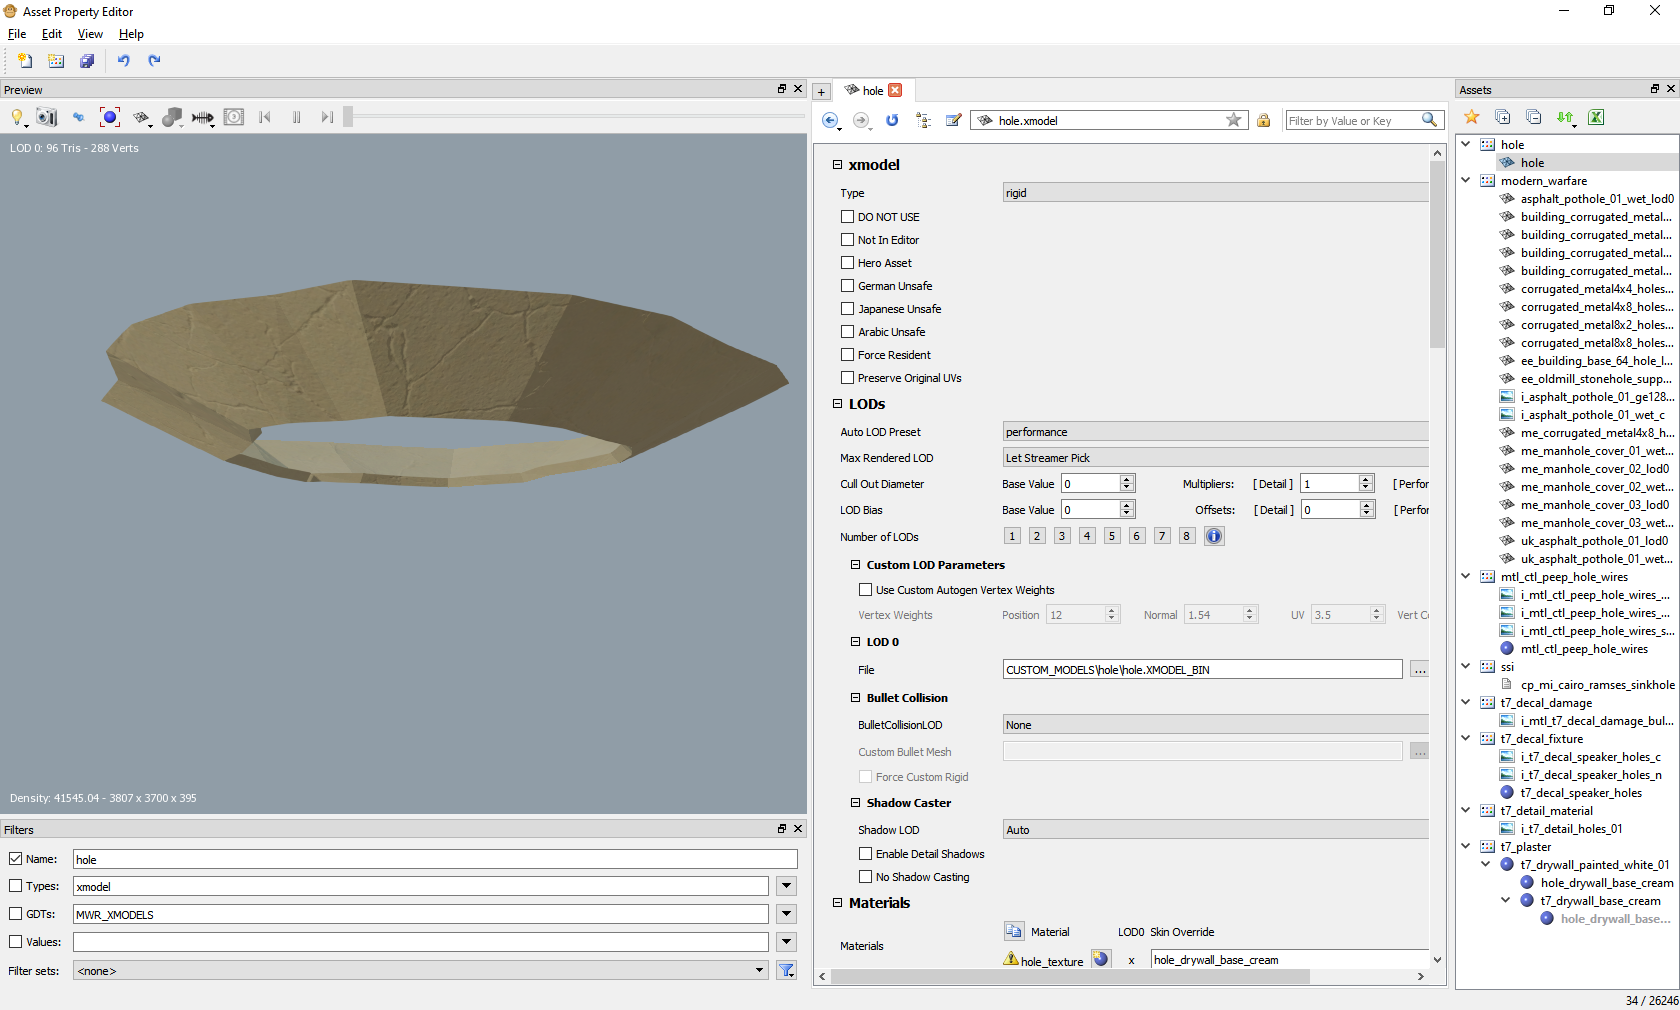 Asset Property Editor
File Edit View Help
Preview
LOD 0: 96 Tris - 288 Verts
Density: 41545.04 - 3807 x 3700 x 395
Filters
Name: hole
Types: xmodel
GDTs: MWR_XMODELS
Values:
Filter sets: <none>
+ hole
hole.xmodel
Filter by Value or Key
xmodel
Type rigid
DO NOT USE
Not In Editor
Hero Asset
German Unsafe
Japanese Unsafe
Arabic Unsafe
Force Resident
Preserve Original UVs
LODs
Auto LOD Preset performance
Max Rendered LOD Let Streamer Pick
Cull Out Diameter Base Value 0 Multipliers: [ Detail ] 1 [ Perfor
LOD Bias Base Value 0 Offsets: [ Detail ] 0 [ Perfor
Number of LODs 1 2 3 4 5 6 7 8
Custom LOD Parameters
Use Custom Autogen Vertex Weights
Vertex Weights Position 12 Normal 1.54 UV 3.5 Vert Co
LOD 0
File CUSTOM_MODELS\hole\hole.XMODEL_BIN ...
Bullet Collision
BulletCollisionLOD None
Custom Bullet Mesh ...
Force Custom Rigid
Shadow Caster
Shadow LOD Auto
Enable Detail Shadows
No Shadow Casting
Materials
Material LOD0 Skin Override
Materials
hole_texture x hole_drywall_base_cream
Assets
hole
hole
modern_warfare
asphalt_pothole_01_wet_lod0
building_corrugated_metal...
building_corrugated_metal...
building_corrugated_metal...
building_corrugated_metal...
corrugated_metal4x4_holes...
corrugated_metal4x8_holes...
corrugated_metal8x2_holes...
corrugated_metal8x8_holes...
ee_building_base_64_hole_l...
ee_oldmill_stonehole_supp...
i_asphalt_pothole_01_ge128...
i_asphalt_pothole_01_wet_c
me_corrugated_metal4x8_h...
me_manhole_cover_01_wet...
me_manhole_cover_02_lod0
me_manhole_cover_02_wet...
me_manhole_cover_03_lod0
me_manhole_cover_03_wet...
uk_asphalt_pothole_01_lod0
uk_asphalt_pothole_01_wet...
mtl_ctl_peep_hole_wires
i_mtl_ctl_peep_hole_wires_...
i_mtl_ctl_peep_hole_wires_...
i_mtl_ctl_peep_hole_wires_s...
mtl_ctl_peep_hole_wires
ssi
cp_mi_cairo_ramses_sinkhole
t7_decal_damage
i_mtl_t7_decal_damage_bul...
t7_decal_fixture
i_t7_decal_speaker_holes_c
i_t7_decal_speaker_holes_n
t7_decal_speaker_holes
t7_detail_material
i_t7_detail_holes_01
t7_plaster
t7_drywall_painted_white_01
hole_drywall_base_cream
t7_drywall_base_cream
hole_drywall_base...
34 / 26246